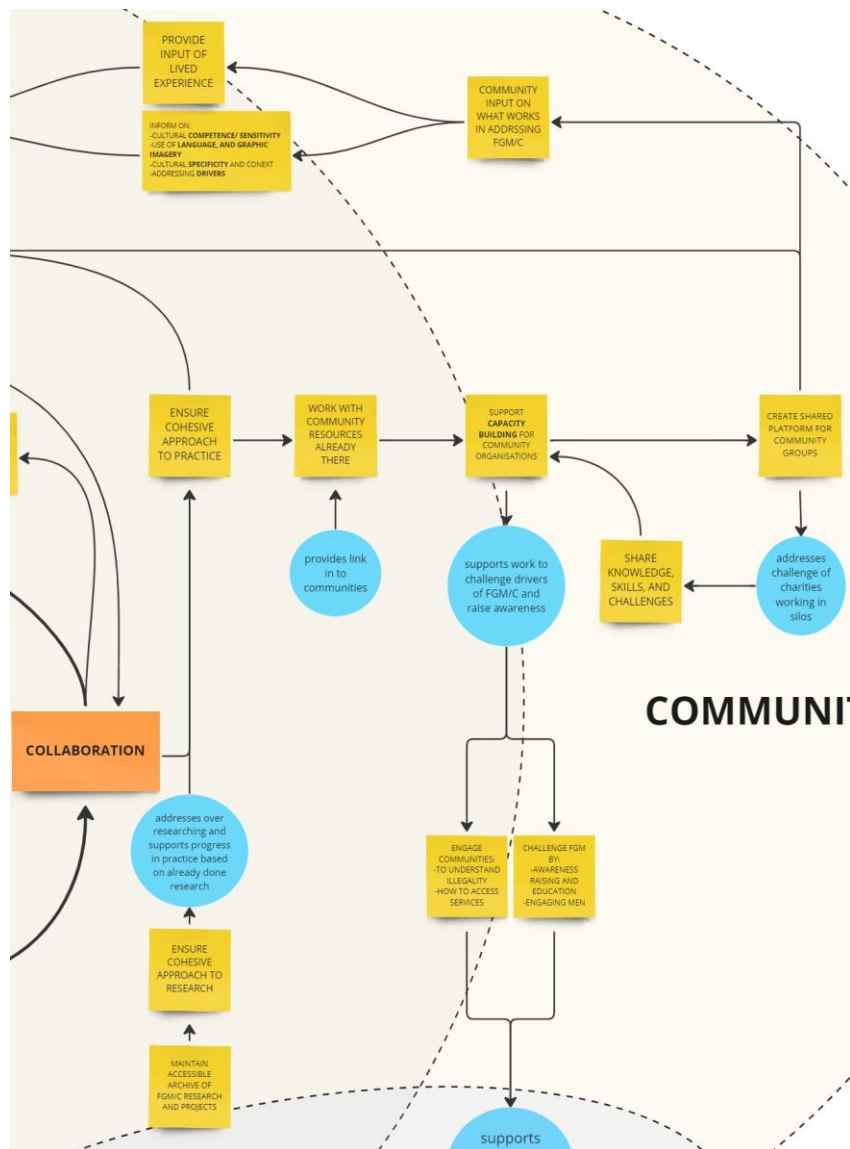 PROVIDE
INPUT OF
LIVED
EXPERIENCE
COMMUNITY
INPUT ON
WHAT WORKS
IN ADDRSSING
FGM/C
INFORM ON:
-CULTURAL COMPETENCE/ SENSITIVITY
-USE OF LANGUAGE, AND GRAPHIC
IMAGERY
-CULTURAL SPECIFICITY AND CONEXT
-ADDRESSING DRIVERS
ENSURE
COHESIVE
APPROACH
TO PRACTICE
WORK WITH
COMMUNITY
RESOURCES
ALREADY
THERE
SUPPORT
CAPACITY
BUILDING FOR
COMMUNITY
ORGANISATIONS
CREATE SHARED
PLATFORM FOR
COMMUNITY
GROUPS
provides link
in to
communities
supports work to
challenge drivers
of FGM/C and
raise awareness
SHARE
KNOWLEDGE,
SKILLS, AND
CHALLENGES
addresses
challenge of
charities
working in
silos
COMMUNIT
COLLABORATION
addresses over
researching and
supports progress
in practice based
on already done
research
ENGAGE
COMMUNITIES:
-TO UNDERSTAND
ILLEGALITY
-HOW TO ACCESS
SERVICES
CHALLENGE FGM
BY:
-AWARENESS
RAISING AND
EDUCATION
-ENGAGING MEN
ENSURE
COHESIVE
APPROACH TO
RESEARCH
MAINTAIN
ACCESSIBLE
ARCHIVE OF
FGM/C RESEARCH
AND PROJECTS
supports